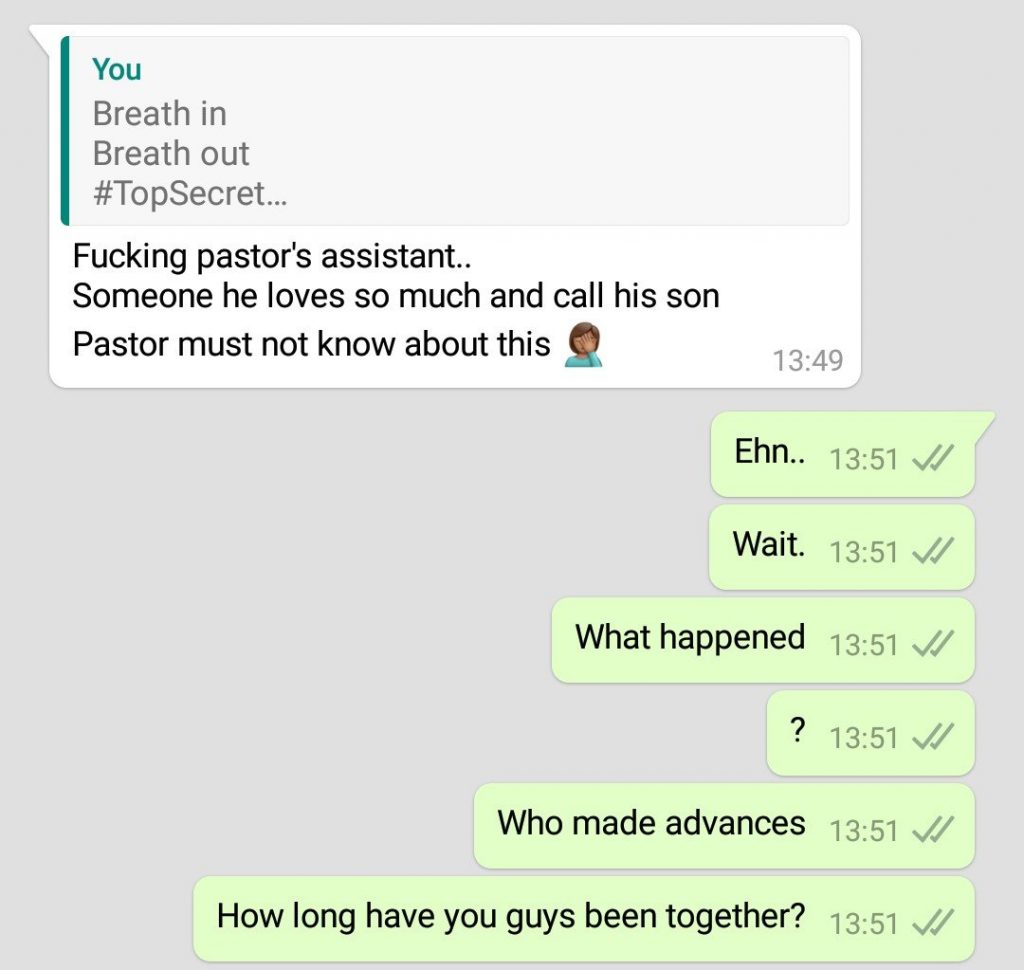 You
Breath in
Breath out
#TopSecret...
Fucking pastor's assistant..
Someone he loves so much and call his son
Pastor must not know about this 🤦🏾‍♀️
13:49
Ehn.. 13:51
Wait. 13:51
What happened 13:51
? 13:51
Who made advances 13:51
How long have you guys been together? 13:51